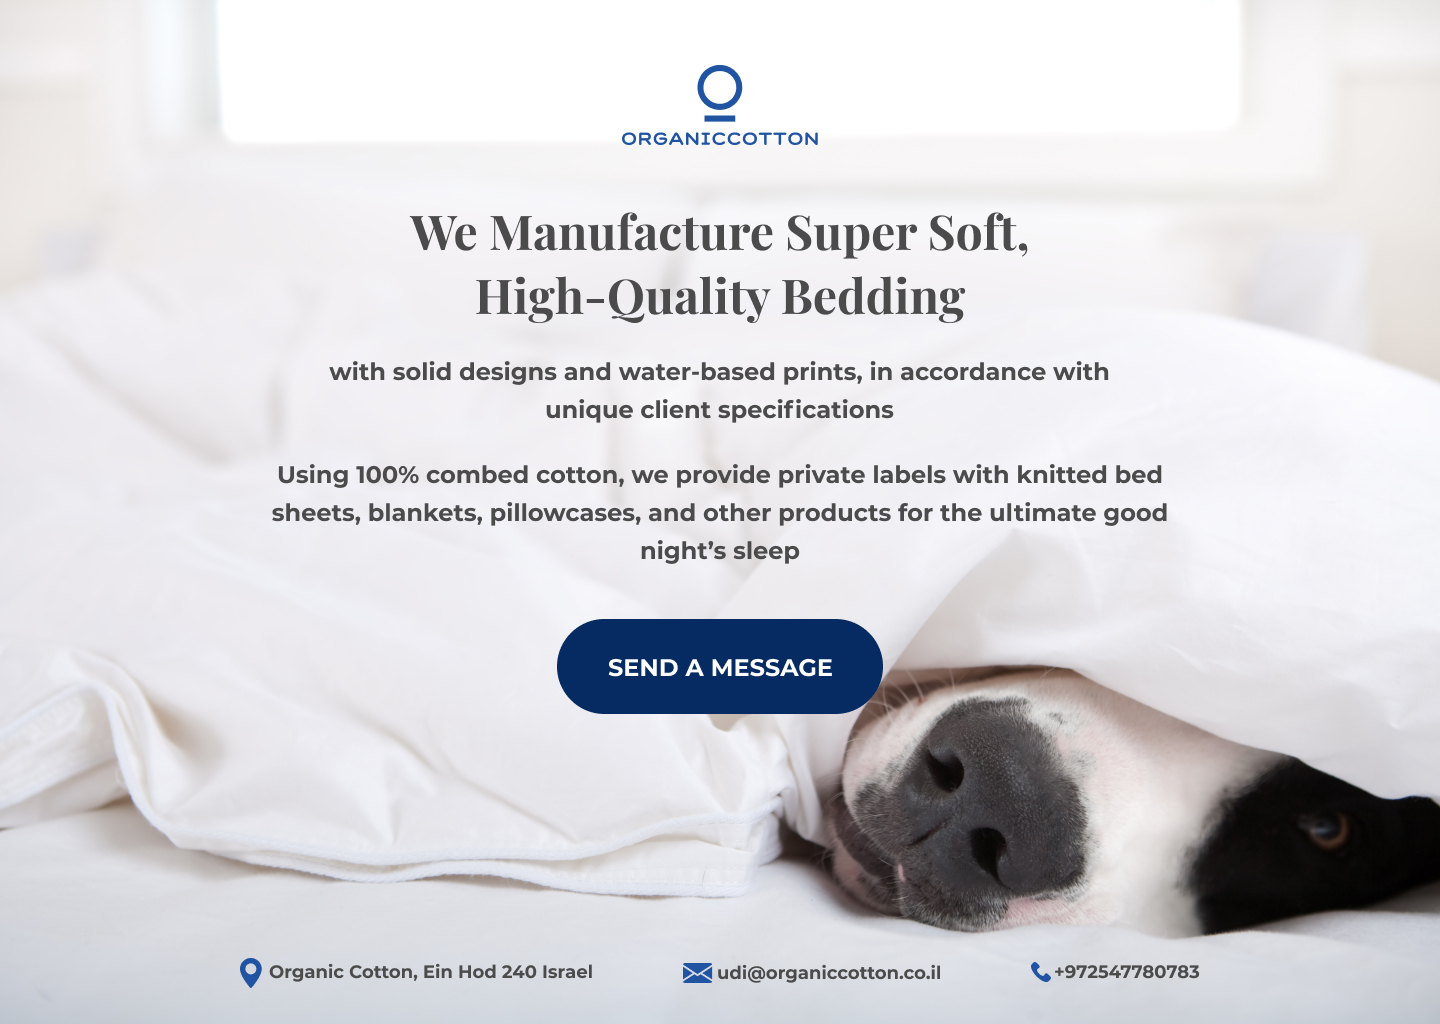 ORGANICCOTTON
We Manufacture Super Soft,
High-Quality Bedding
with solid designs and water-based prints, in accordance with
unique client specifications
Using 100% combed cotton, we provide private labels with knitted bed
sheets, blankets, pillowcases, and other products for the ultimate good
night’s sleep
SEND A MESSAGE
Organic Cotton, Ein Hod 240 Israel
udi@organiccotton.co.il
+972547780783